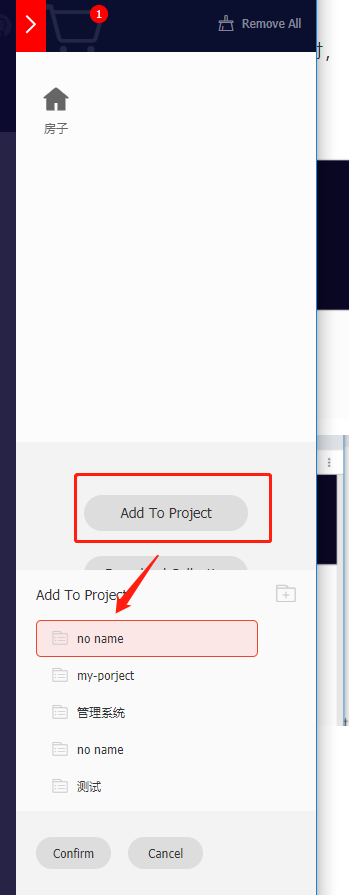 1
Remove All
时，
房子
Add To Project
Add To Project
no name
my-porject
管理系统
no name
测试
Confirm
Cancel